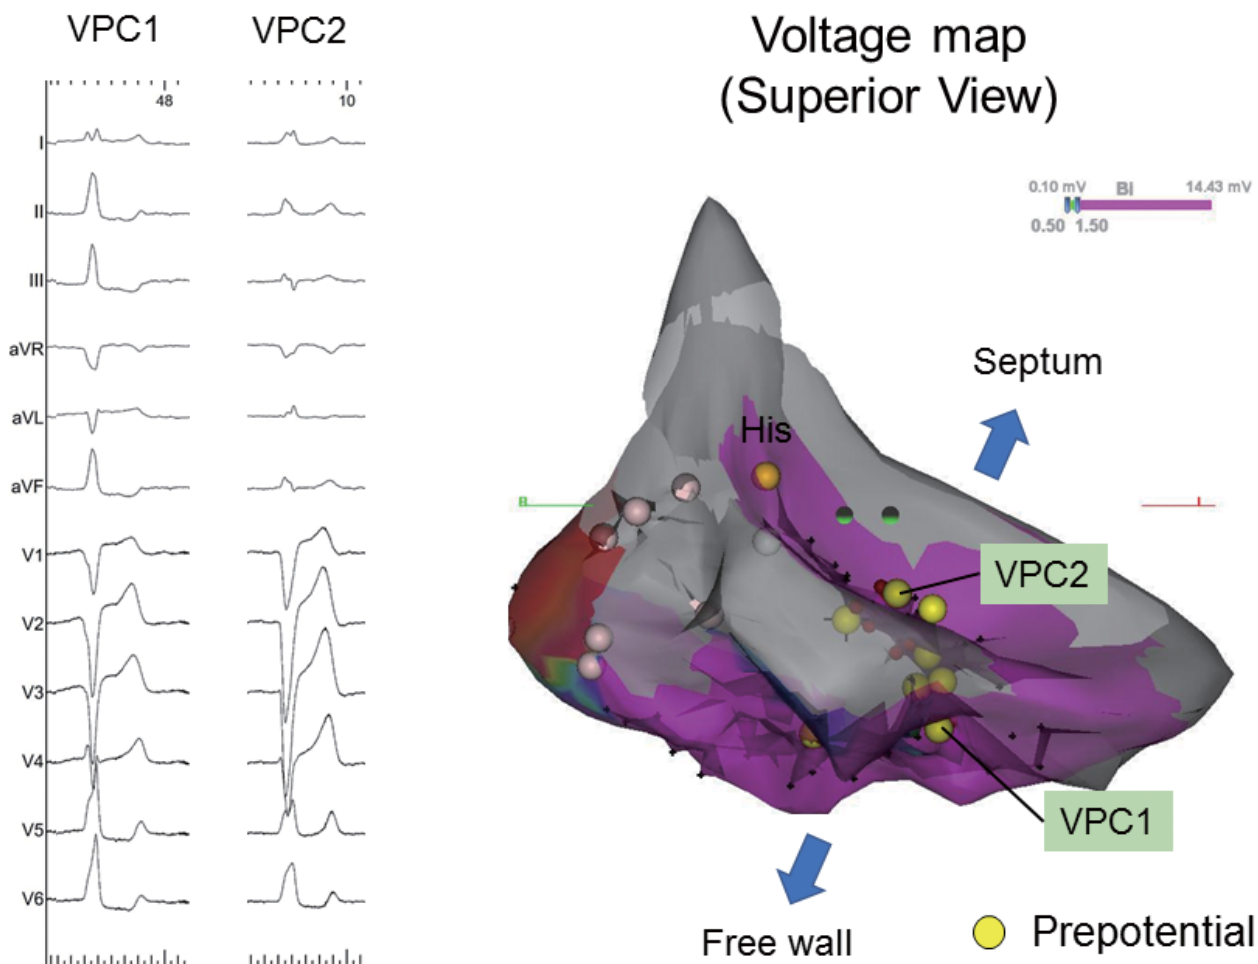 VPC1
VPC2
48
10
I
II
III
aVR
aVL
aVF
V1
V2
V3
V4
V5
V6
Voltage map
(Superior View)
0.10 mV BI 14.43 mV
0.50 1.50
Septum
His
R
L
VPC2
VPC1
Free wall
Prepotential